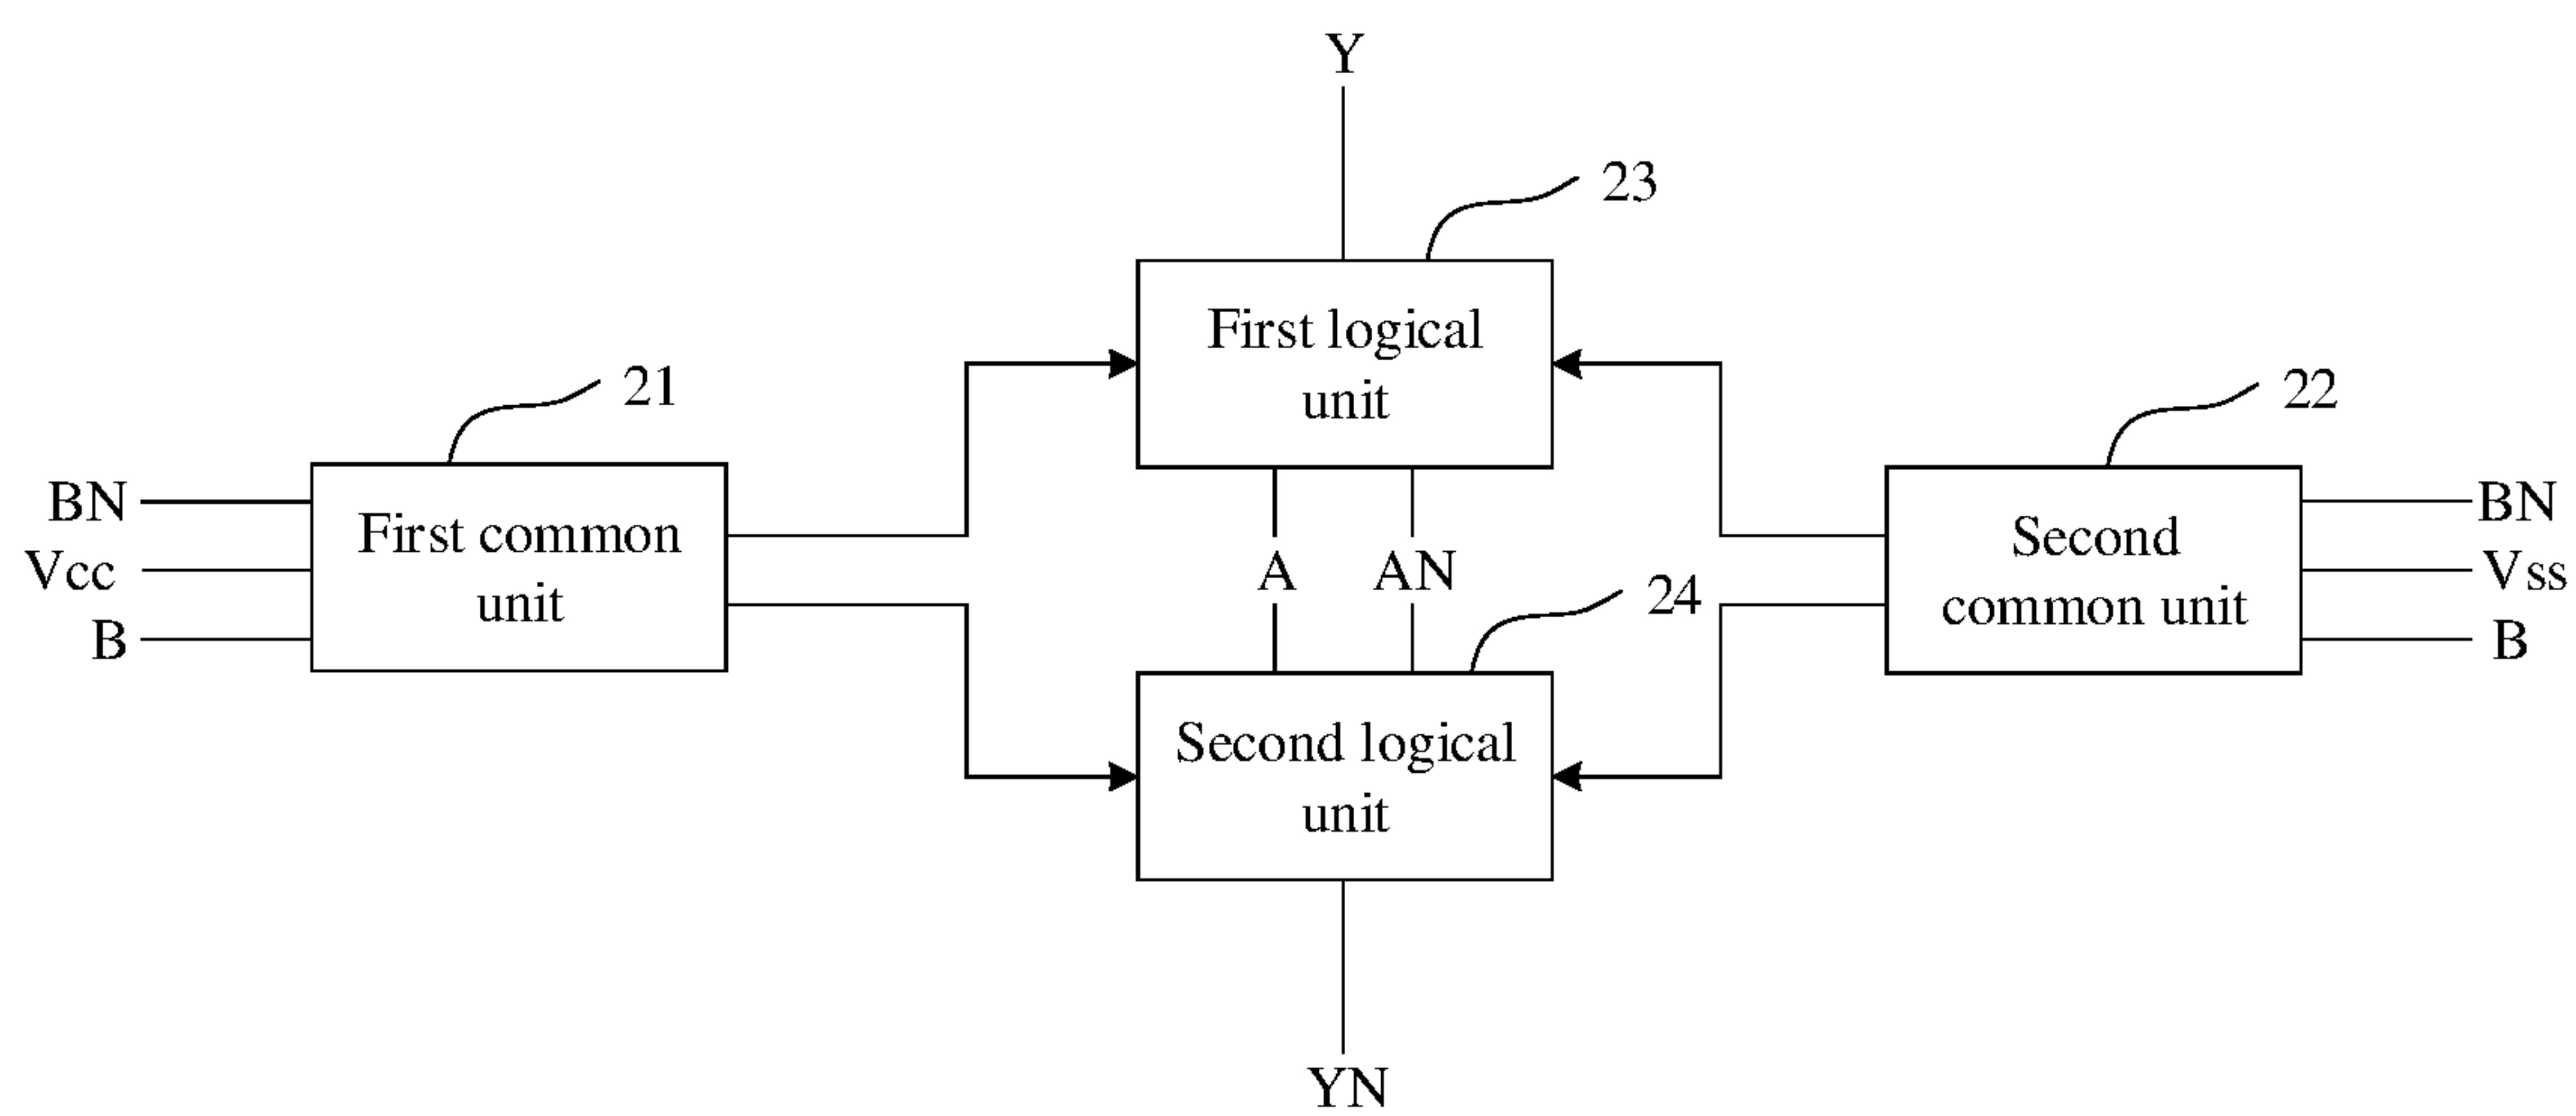 Y
23
First logical
unit
21
22
BN
Vcc
B
First common
unit
A
AN
24
Second
common unit
BN
Vss
B
Second logical
unit
YN